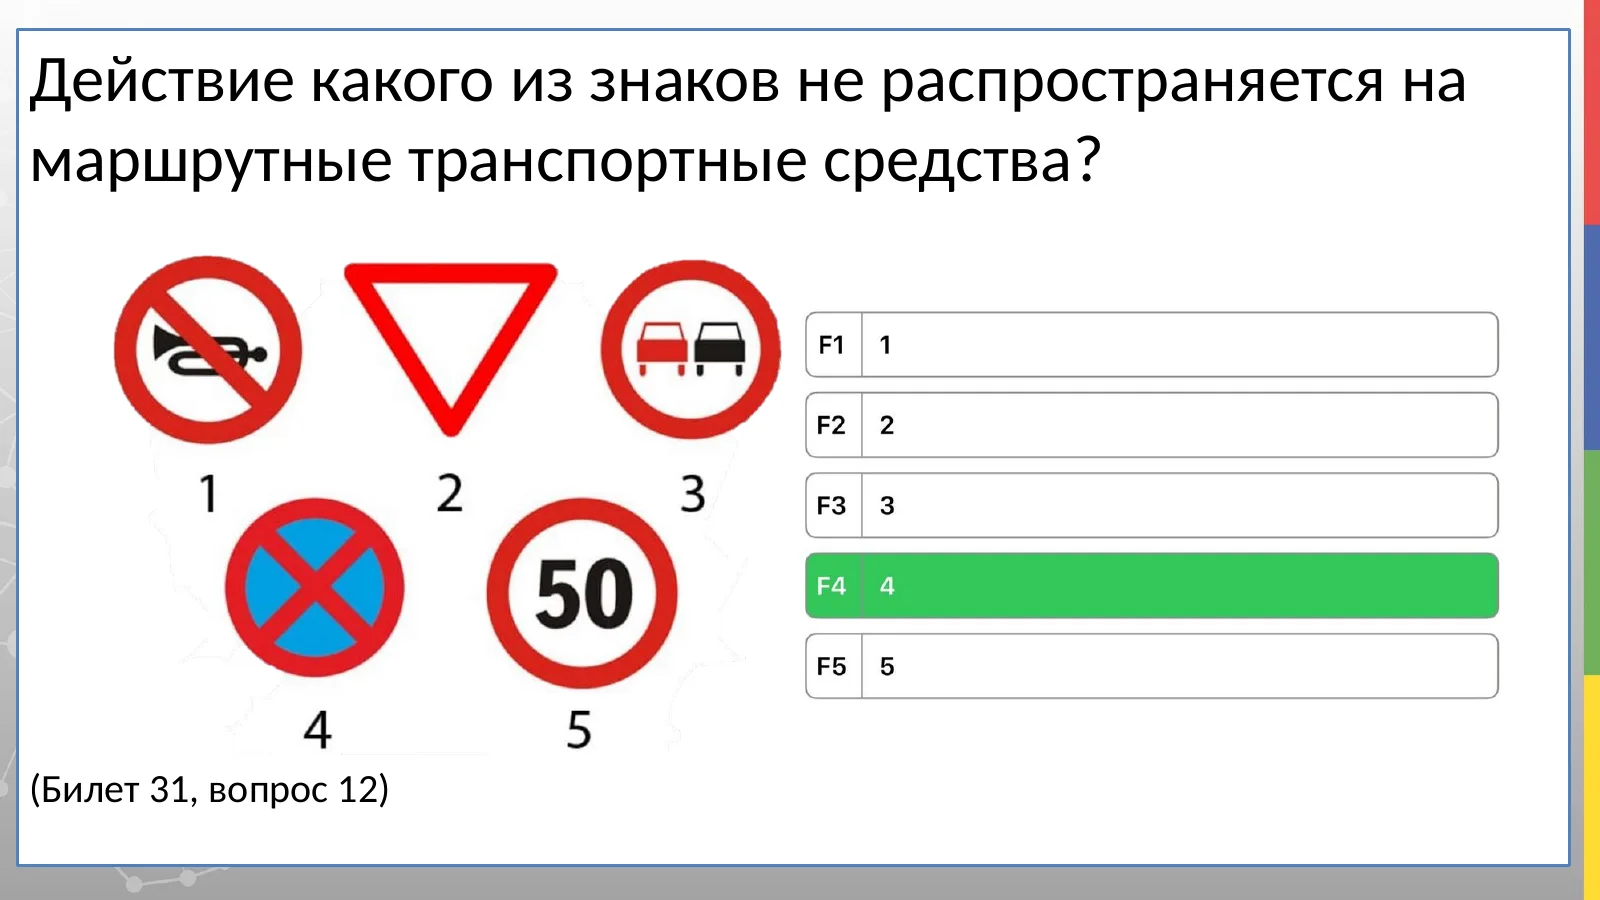 Действие какого из знаков не распространяется на
маршрутные транспортные средства?
1
2
3
50
4
5
F1 1
F2 2
F3 3
F4 4
F5 5
(Билет 31, вопрос 12)